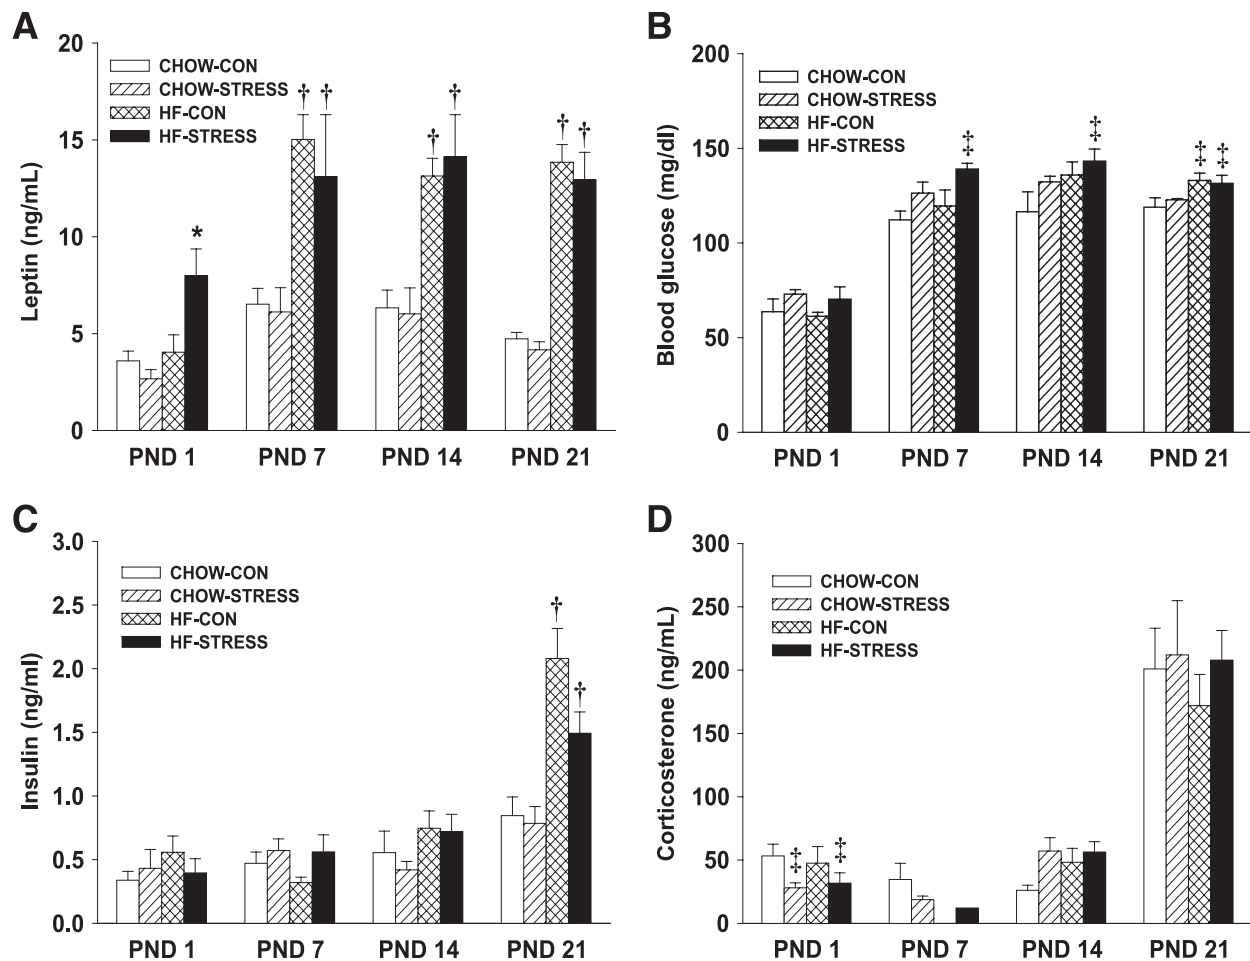 A
Leptin (ng/mL)
20
15
10
5
0
CHOW-CON
CHOW-STRESS
HF-CON
HF-STRESS
*
†
†
†
†
†
†
PND 1
PND 7
PND 14
PND 21
B
Blood glucose (mg/dl)
200
150
100
50
0
CHOW-CON
CHOW-STRESS
HF-CON
HF-STRESS
‡
‡
‡
‡
PND 1
PND 7
PND 14
PND 21
C
Insulin (ng/ml)
3.0
2.5
2.0
1.5
1.0
0.5
0.0
CHOW-CON
CHOW-STRESS
HF-CON
HF-STRESS
†
†
PND 1
PND 7
PND 14
PND 21
D
Corticosterone (ng/mL)
300
250
200
150
100
50
0
CHOW-CON
CHOW-STRESS
HF-CON
HF-STRESS
‡
‡
PND 1
PND 7
PND 14
PND 21